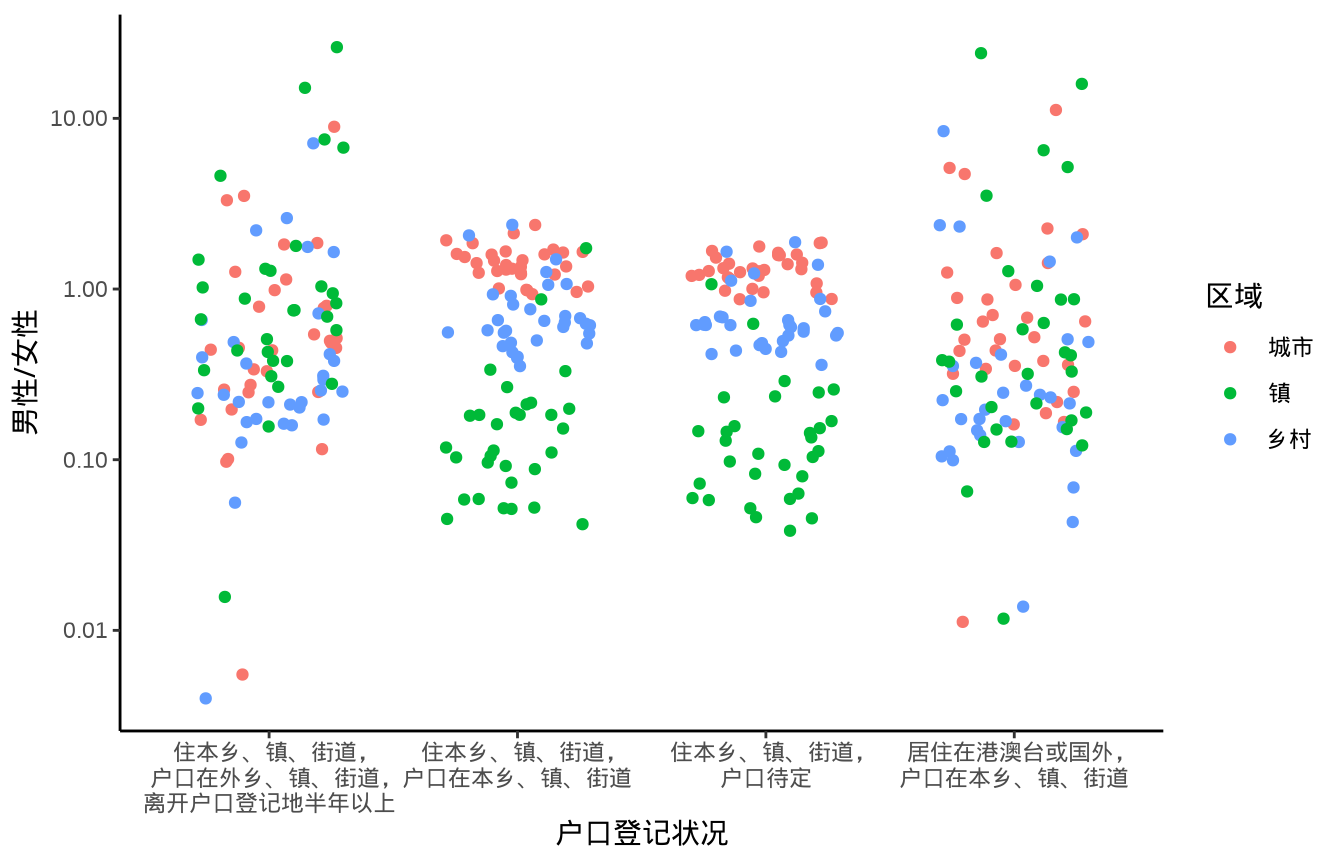 男性/女性
10.00
1.00
0.10
0.01
住本乡、镇、街道，
户口在外乡、镇、街道，
离开户口登记地半年以上
住本乡、镇、街道，
户口在本乡、镇、街道
住本乡、镇、街道，
户口待定
居住在港澳台或国外，
户口在本乡、镇、街道
户口登记状况
区域
城市
镇
乡村